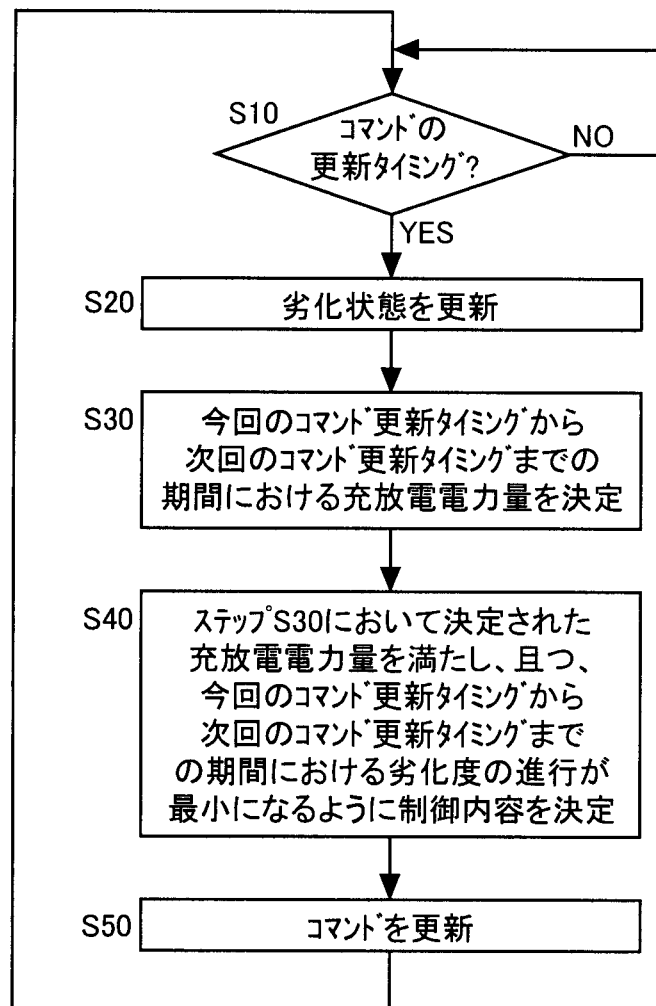 S10
コマンドの
更新タイミング?
NO
YES
S20
劣化状態を更新
S30
今回のコマンド更新タイミングから
次回のコマンド更新タイミングまでの
期間における充放電電力量を決定
S40
ステップS30において決定された
充放電電力量を満たし、且つ、
今回のコマンド更新タイミングから
次回のコマンド更新タイミングまで
の期間における劣化度の進行が
最小になるように制御内容を決定
S50
コマンドを更新